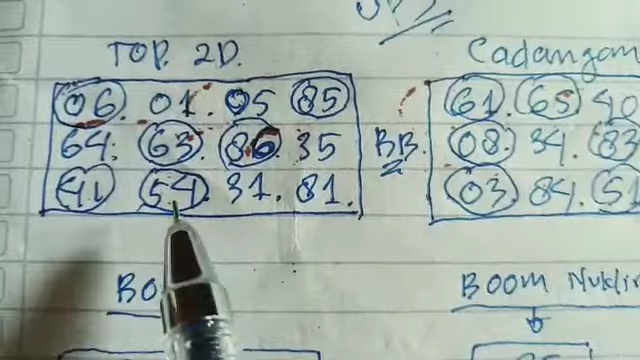 TOP. 2D.
Cadangan
06. 01. 05 85
64. 63. 86. 35
41 54. 31. 81.
BB.
61. 65 40
08. 34. 83
03. 84. 51
BO
BOOM Nuklir